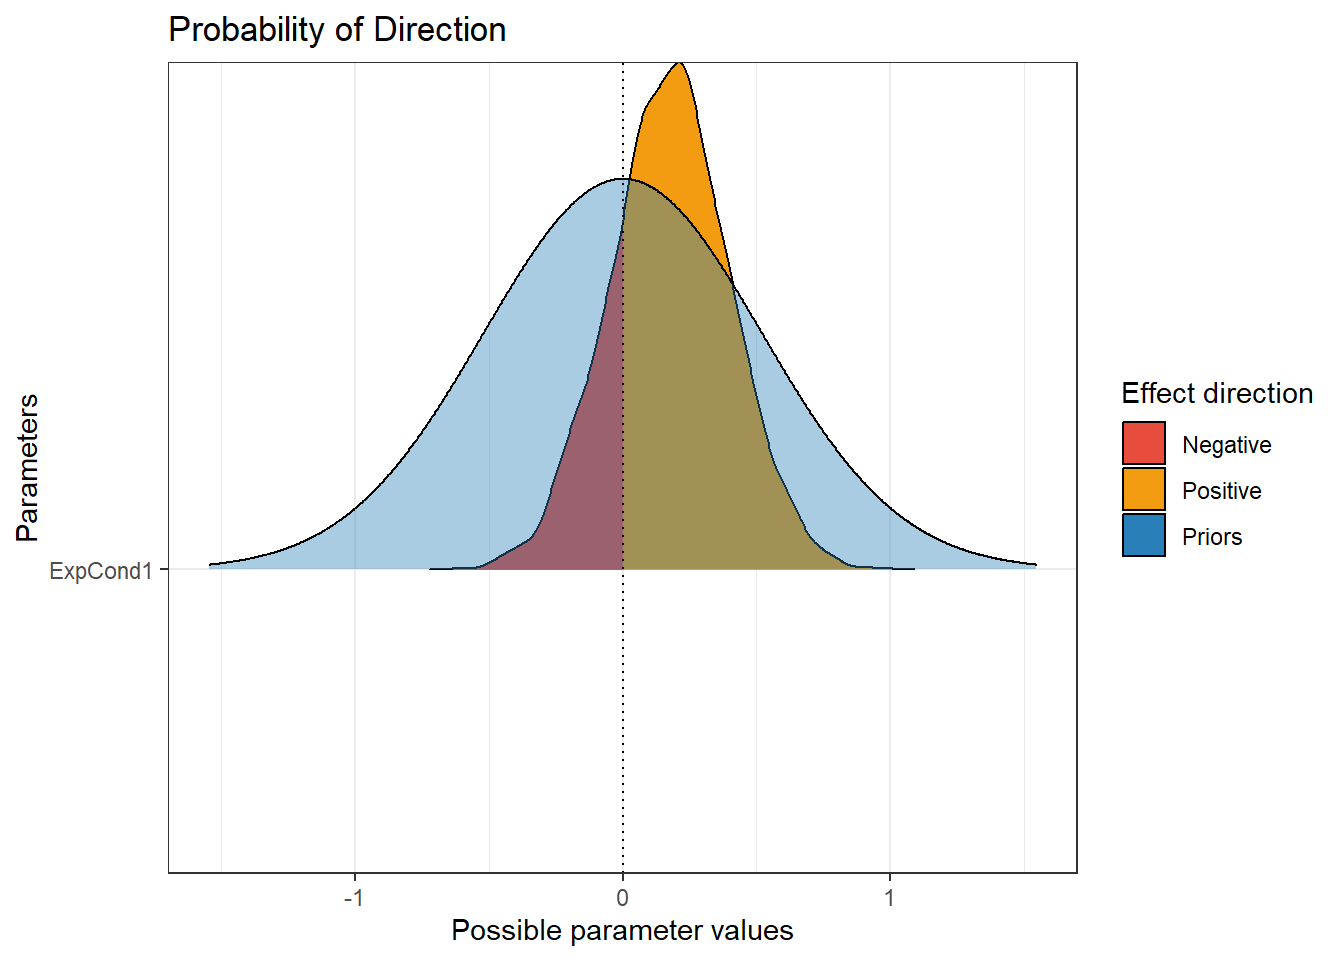 Probability of Direction
Parameters
ExpCond1
-1
0
1
Possible parameter values
Effect direction
Negative
Positive
Priors